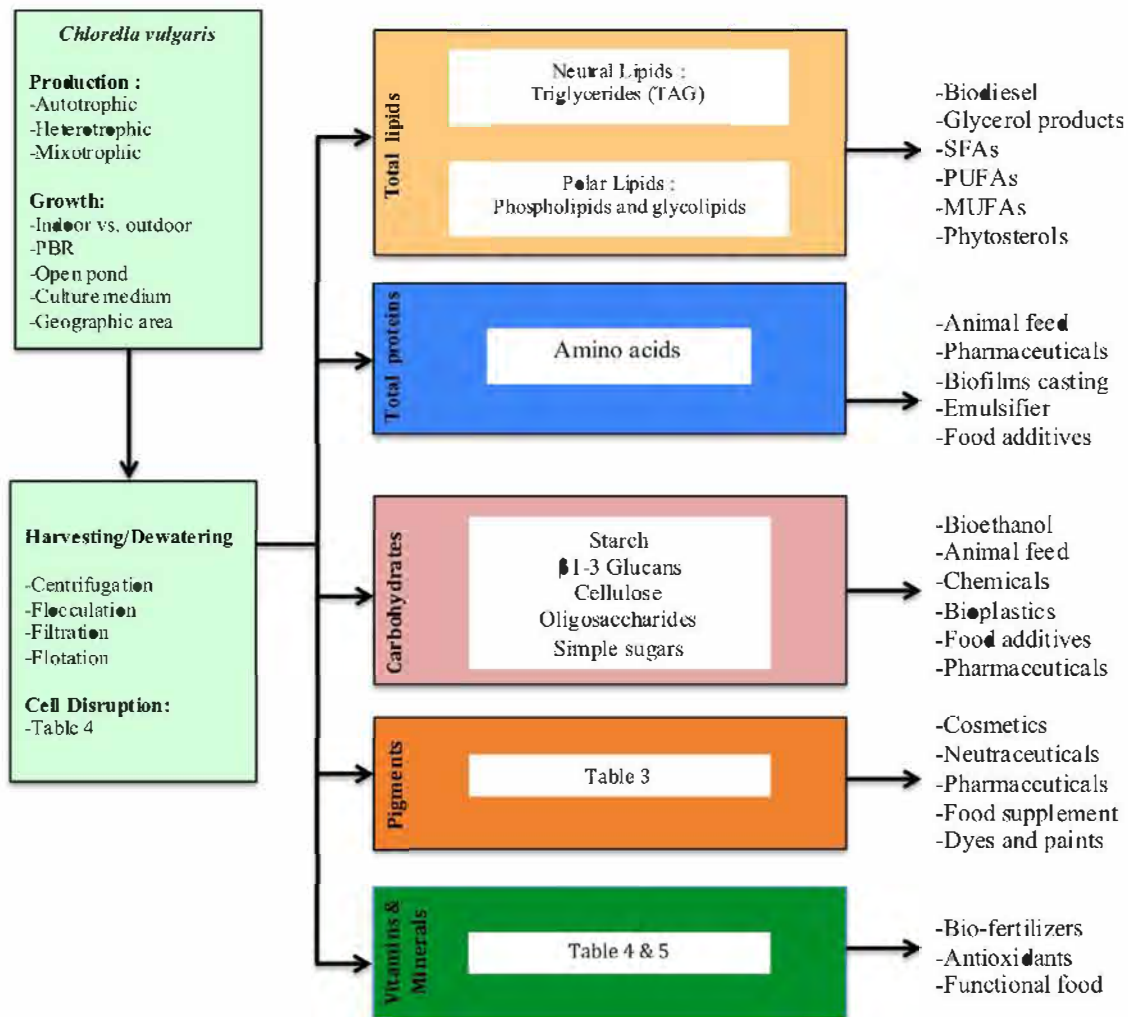 Chlorella vulgaris
Production :
-Autotrophic
-Heterotrophic
-Mixotrophic
Growth:
-Indoor vs. outdoor
-PBR
-Open pond
-Culture medium
-Geographic area
Harvesting/Dewatering
-Centrifugation
-Flocculation
-Filtration
-Flotation
Cell Disruption:
-Table 4
Total lipids
Neutral Lipids :
Triglycerides (TAG)
Polar Lipids :
Phospholipids and glycolipids
-Biodiesel
-Glycerol products
-SFAs
-PUFAs
-MUFAs
-Phytosterols
Total proteins
Amino acids
-Animal feed
-Pharmaceuticals
-Biofilms casting
-Emulsifier
-Food additives
Carbohydrates
Starch
β1-3 Glucans
Cellulose
Oligosaccharides
Simple sugars
-Bioethanol
-Animal feed
-Chemicals
-Bioplastics
-Food additives
-Pharmaceuticals
Pigments
Table 3
-Cosmetics
-Neutraceuticals
-Pharmaceuticals
-Food supplement
-Dyes and paints
Vitamins &
Minerals
Table 4 & 5
-Bio-fertilizers
-Antioxidants
-Functional food